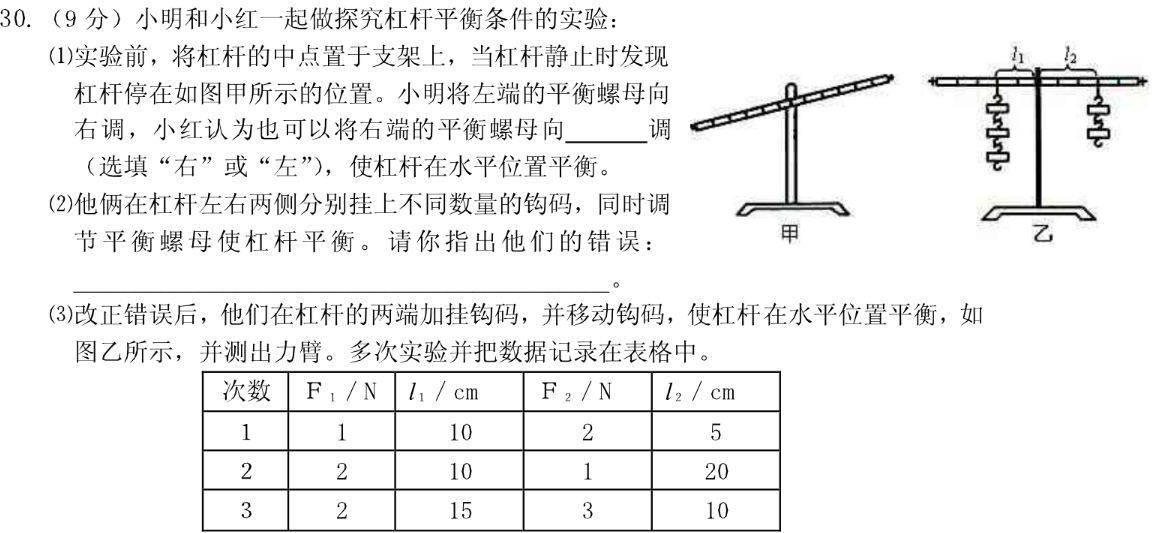 30.（9 分）小明和小红一起做探究杠杆平衡条件的实验：
⑴实验前，将杠杆的中点置于支架上，当杠杆静止时发现
杠杆停在如图甲所示的位置。小明将左端的平衡螺母向
右调，小红认为也可以将右端的平衡螺母向______调
（选填“右”或“左”），使杠杆在水平位置平衡。
⑵他俩在杠杆左右两侧分别挂上不同数量的钩码，同时调
节平衡螺母使杠杆平衡。请你指出他们的错误：
______________________________________。
l₁ l₂
甲 乙
⑶改正错误后，他们在杠杆的两端加挂钩码，并移动钩码，使杠杆在水平位置平衡，如
图乙所示，并测出力臂。多次实验并把数据记录在表格中。
次数 F₁/N l₁/cm F₂/N l₂/cm
1 1 10 2 5
2 2 10 1 20
3 2 15 3 10